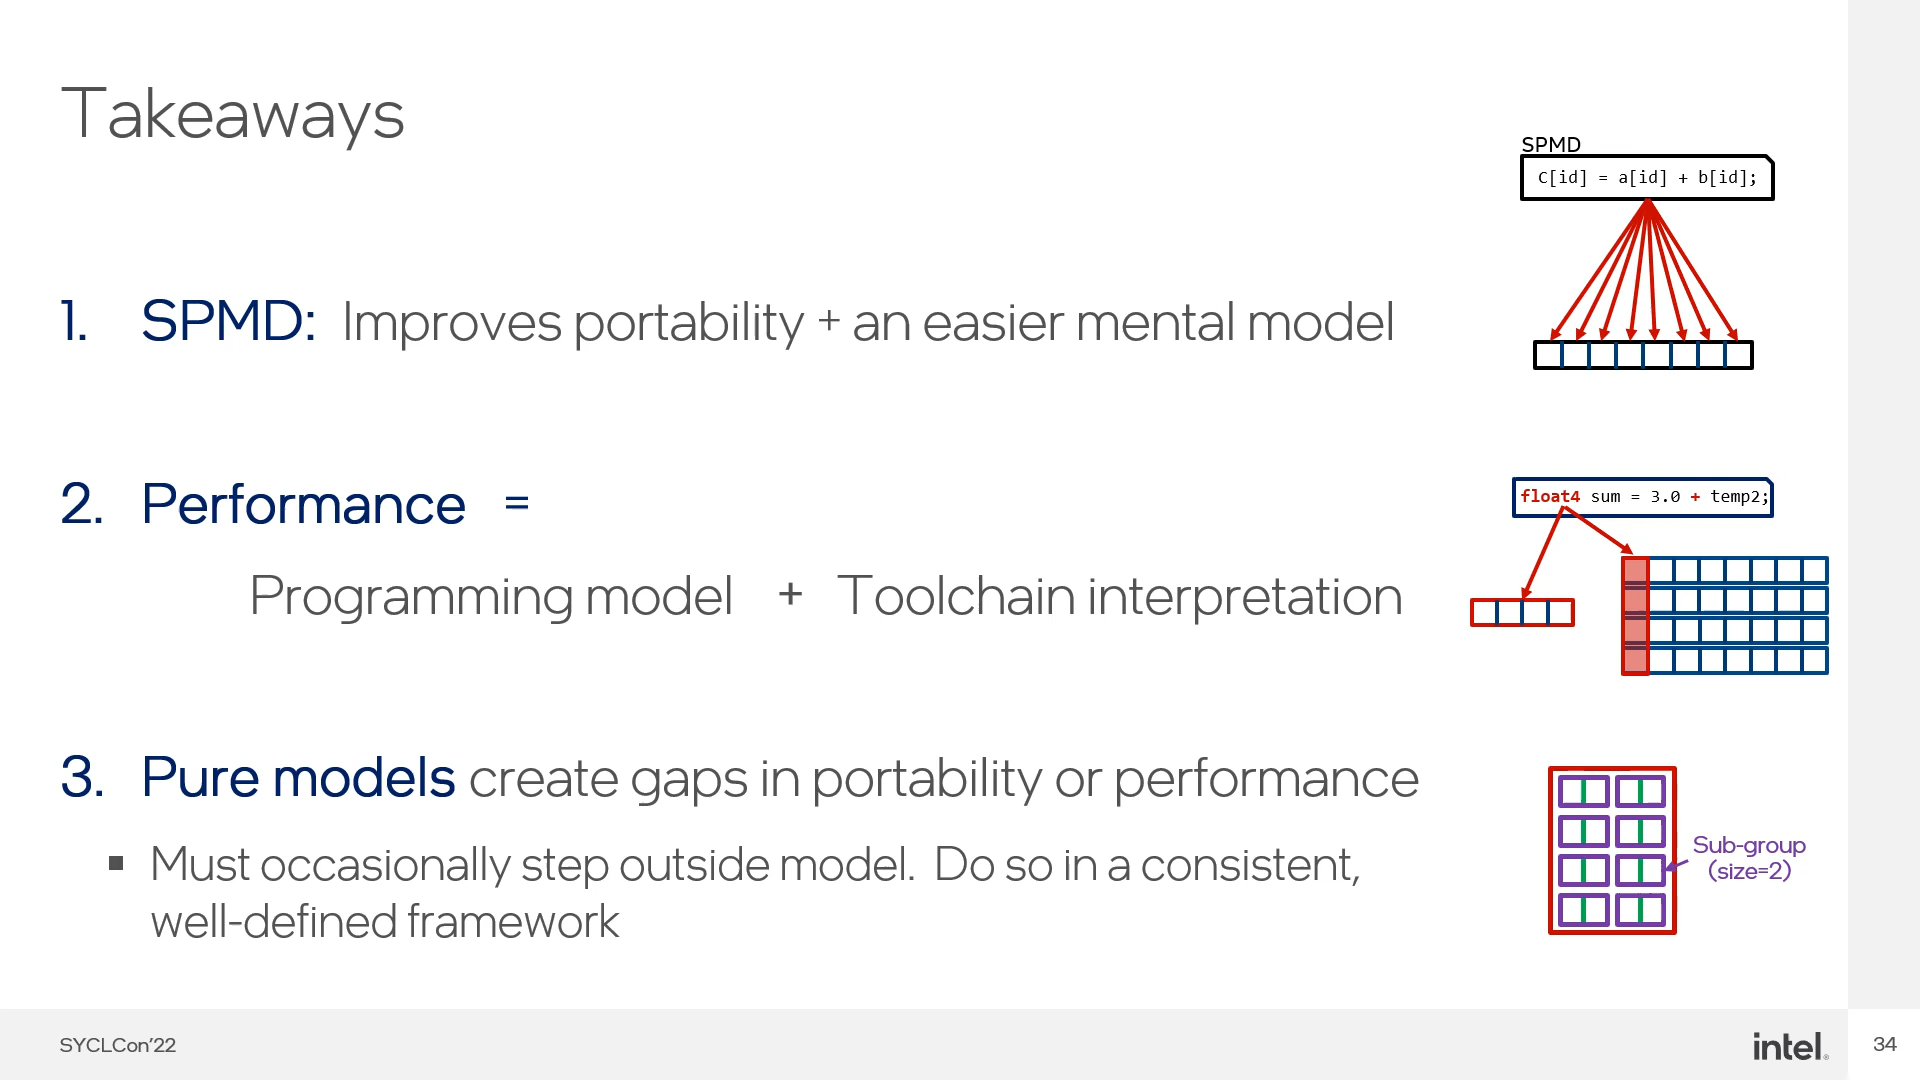 Takeaways
SPMD
C[id] = a[id] + b[id];
1. SPMD: Improves portability + an easier mental model
2. Performance =
Programming model + Toolchain interpretation
float4 sum = 3.0 + temp2;
3. Pure models create gaps in portability or performance
▪ Must occasionally step outside model. Do so in a consistent,
well-defined framework
Sub-group
(size=2)
SYCLCon’22
intel®
34